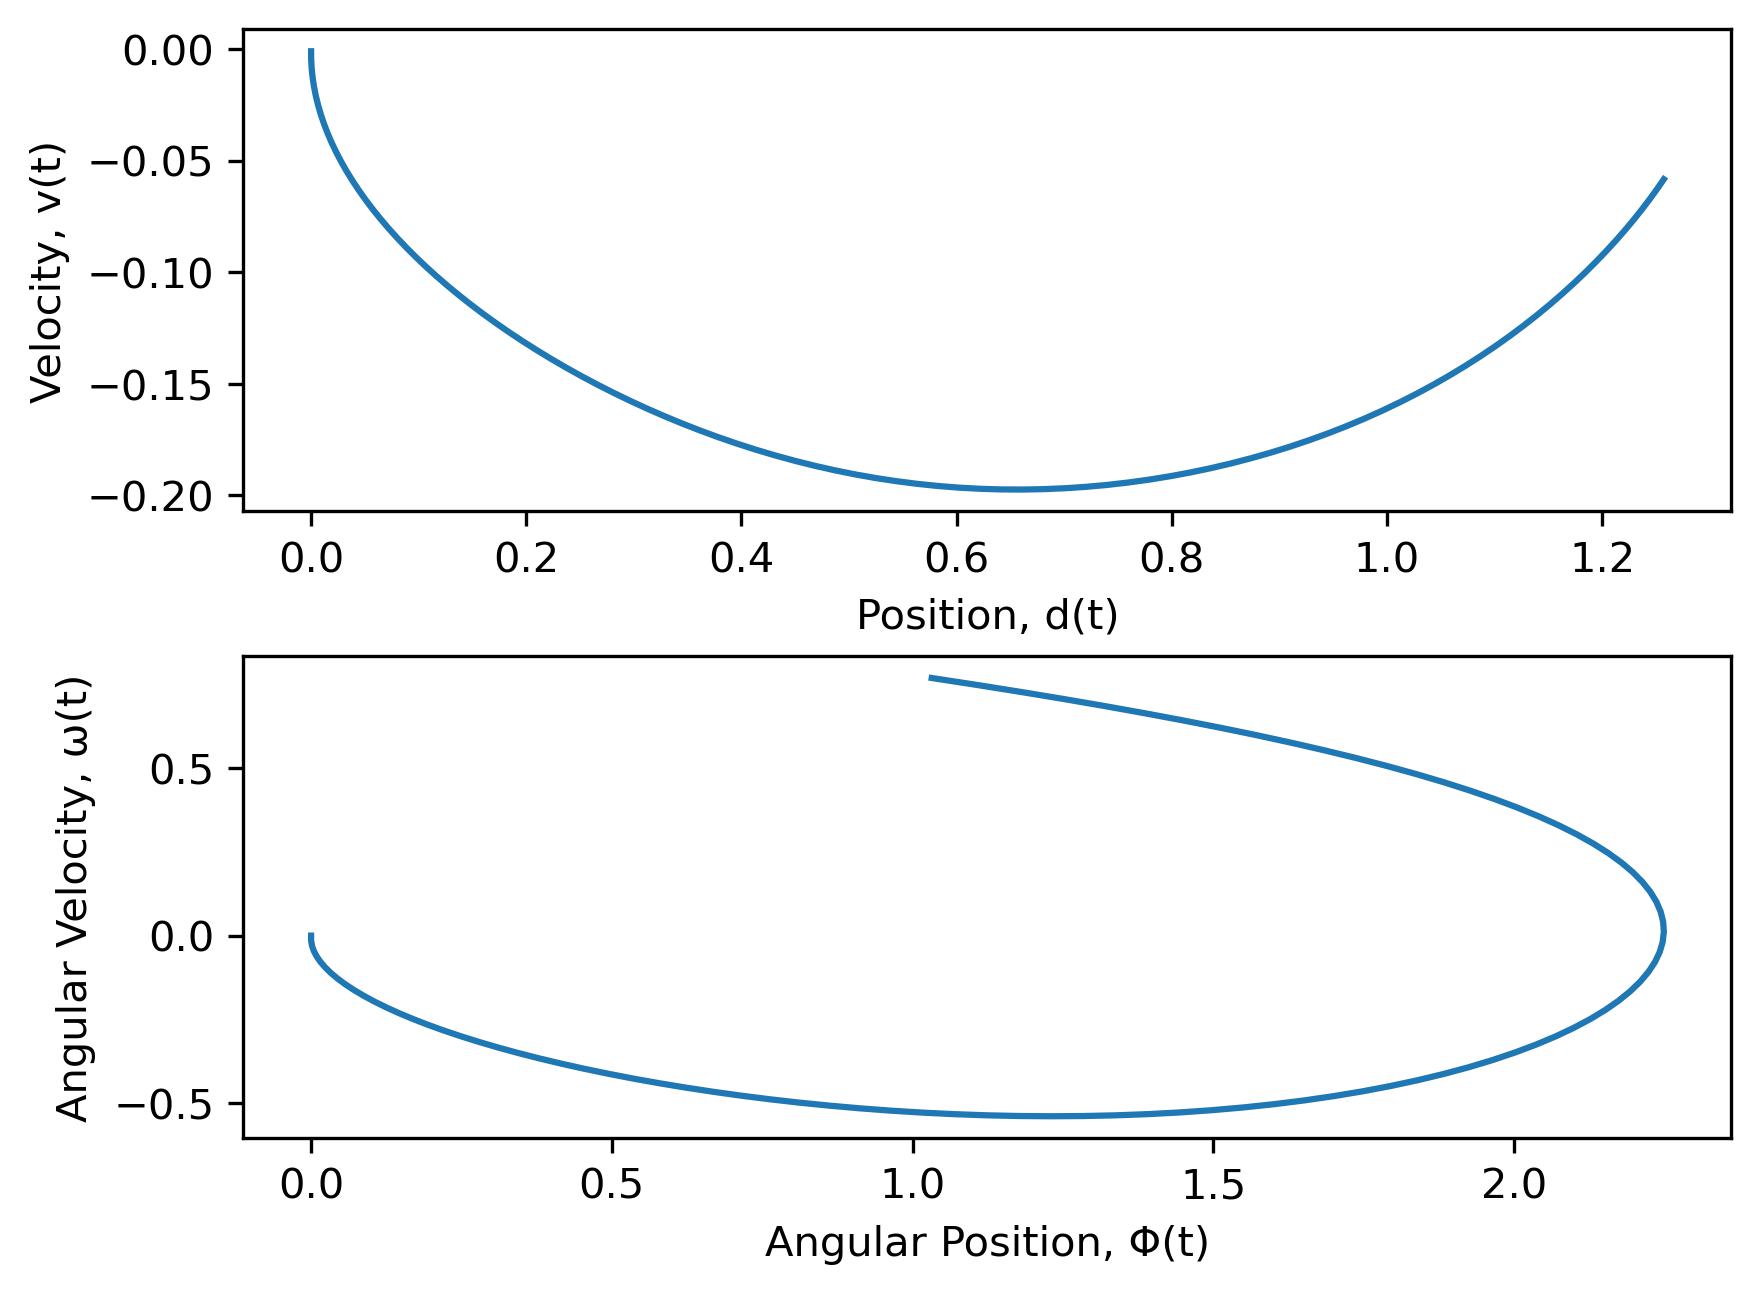 0.00
−0.05
−0.10
−0.15
−0.20
Velocity, v(t)
0.0 0.2 0.4 0.6 0.8 1.0 1.2
Position, d(t)
0.5
0.0
−0.5
Angular Velocity, ω(t)
0.0 0.5 1.0 1.5 2.0
Angular Position, Φ(t)